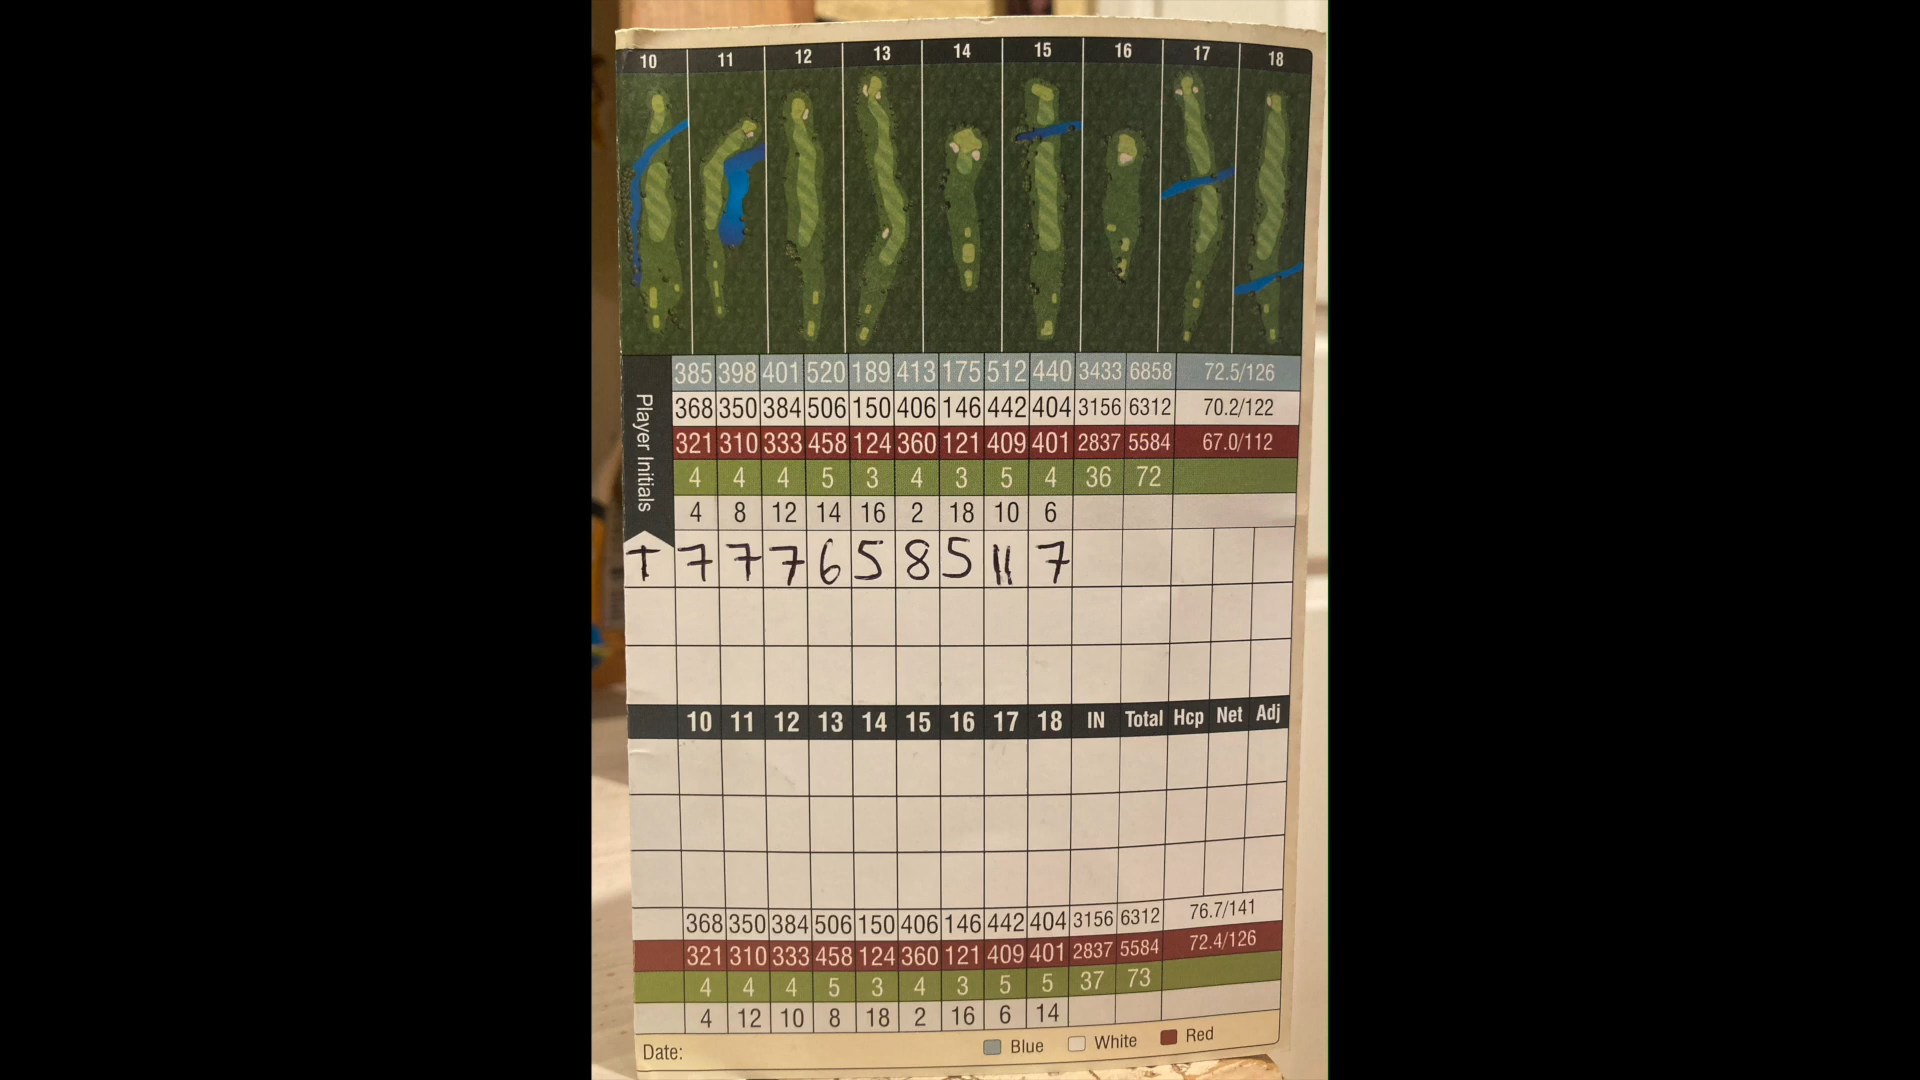 10 11 12 13 14 15 16 17 18
Player Initials
385 398 401 520 189 413 175 512 440 3433 6858 72.5/126
368 350 384 506 150 406 146 442 404 3156 6312 70.2/122
321 310 333 458 124 360 121 409 401 2837 5584 67.0/112
4 4 4 5 3 4 3 5 4 36 72
4 8 12 14 16 2 18 10 6
T 7 7 7 6 5 8 5 11 7
10 11 12 13 14 15 16 17 18 IN Total Hcp Net Adj
368 350 384 506 150 406 146 442 404 3156 6312 76.7/141
321 310 333 458 124 360 121 409 401 2837 5584 72.4/126
4 4 4 5 3 4 3 5 5 37 73
4 12 10 8 18 2 16 6 14
Date: Blue White Red